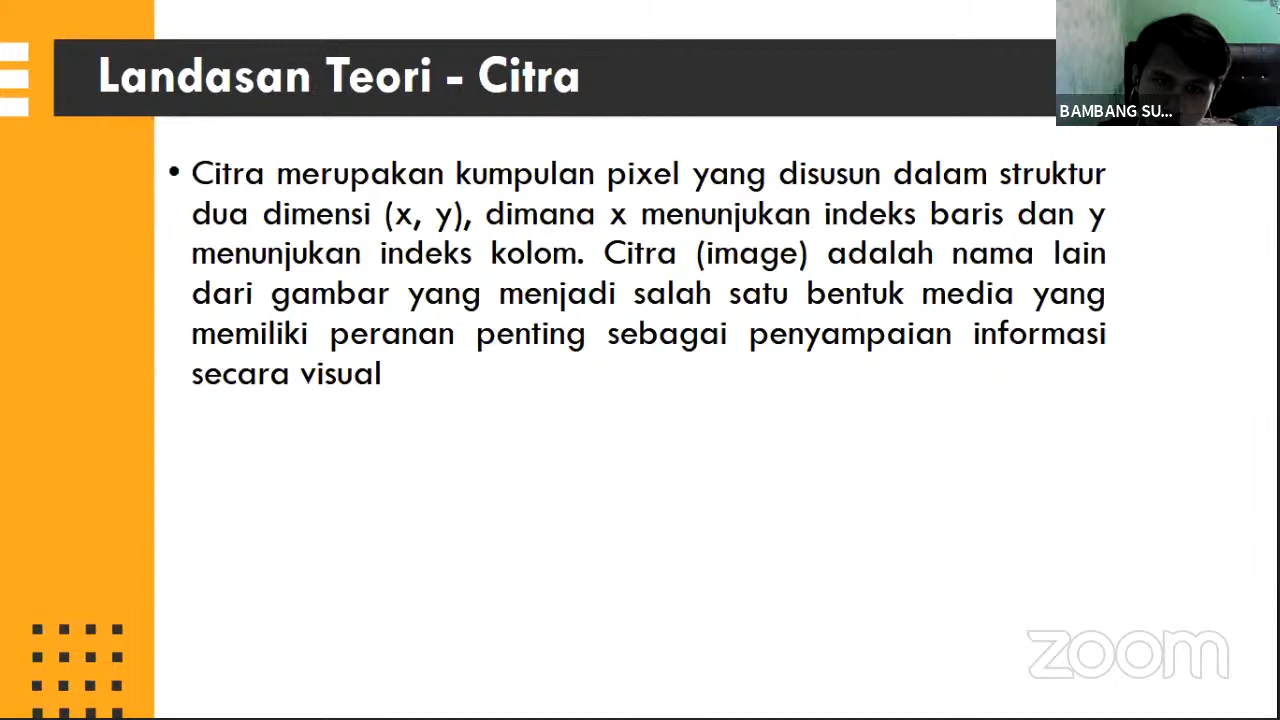 Landasan Teori - Citra
BAMBANG SU...
• Citra merupakan kumpulan pixel yang disusun dalam struktur
dua dimensi (x, y), dimana x menunjukan indeks baris dan y
menunjukan indeks kolom. Citra (image) adalah nama lain
dari gambar yang menjadi salah satu bentuk media yang
memiliki peranan penting sebagai penyampaian informasi
secara visual
zoom